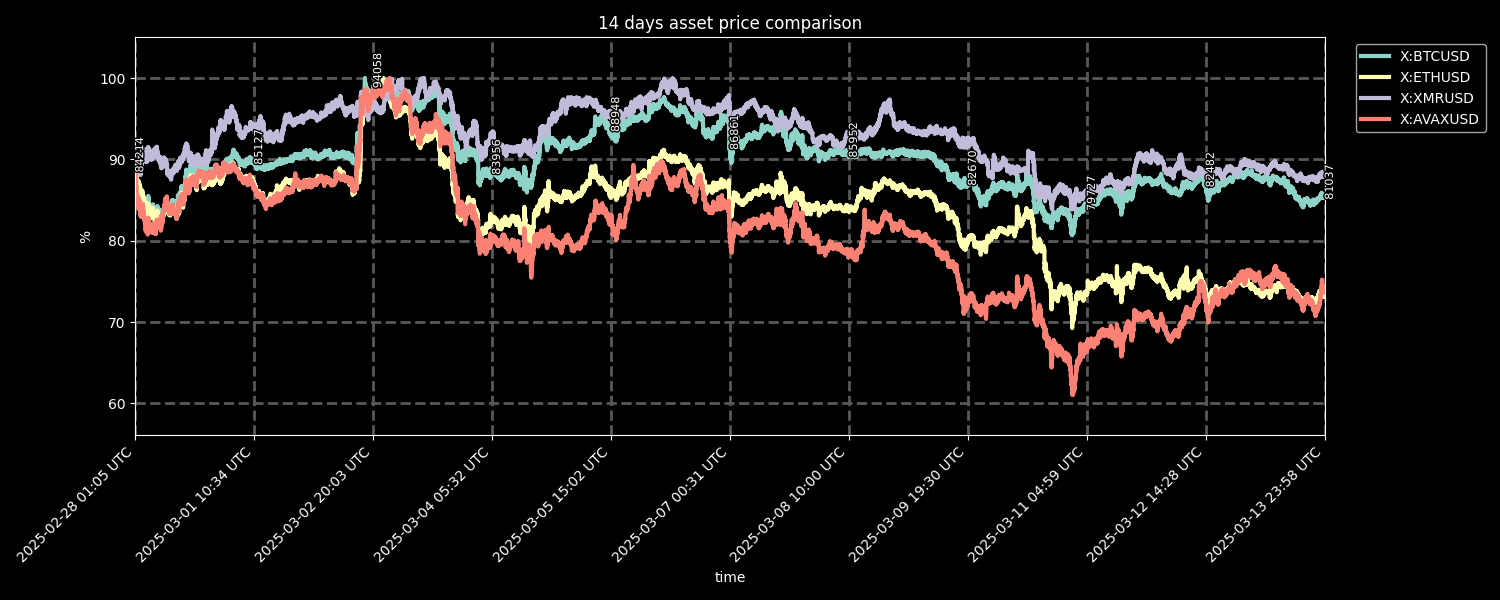 14 days asset price comparison
X:BTCUSD
X:ETHUSD
X:XMRUSD
X:AVAXUSD
100
90
80
70
60
%
94058
85127
83956
88948
86861
85952
82670
79727
82482
81037
2025-02-28 01:05 UTC
2025-03-01 10:34 UTC
2025-03-02 20:03 UTC
2025-03-04 05:32 UTC
2025-03-05 15:02 UTC
2025-03-07 00:31 UTC
2025-03-08 10:00 UTC
2025-03-09 19:30 UTC
2025-03-11 04:59 UTC
2025-03-12 14:28 UTC
2025-03-13 23:58 UTC
time